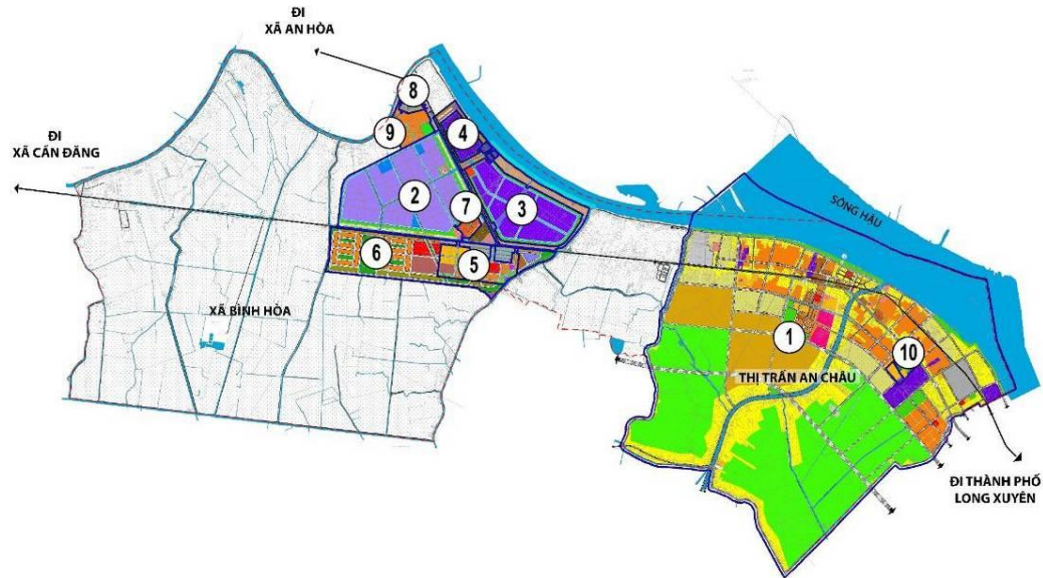 ĐI
XÃ AN HÒA
8
9
4
ĐI
XÃ CẦN ĐĂNG
2
7
3
SÔNG HẬU
6
5
XÃ BÌNH HÒA
1
10
THỊ TRẤN AN CHÂU
ĐI THÀNH PHỐ
LONG XUYÊN